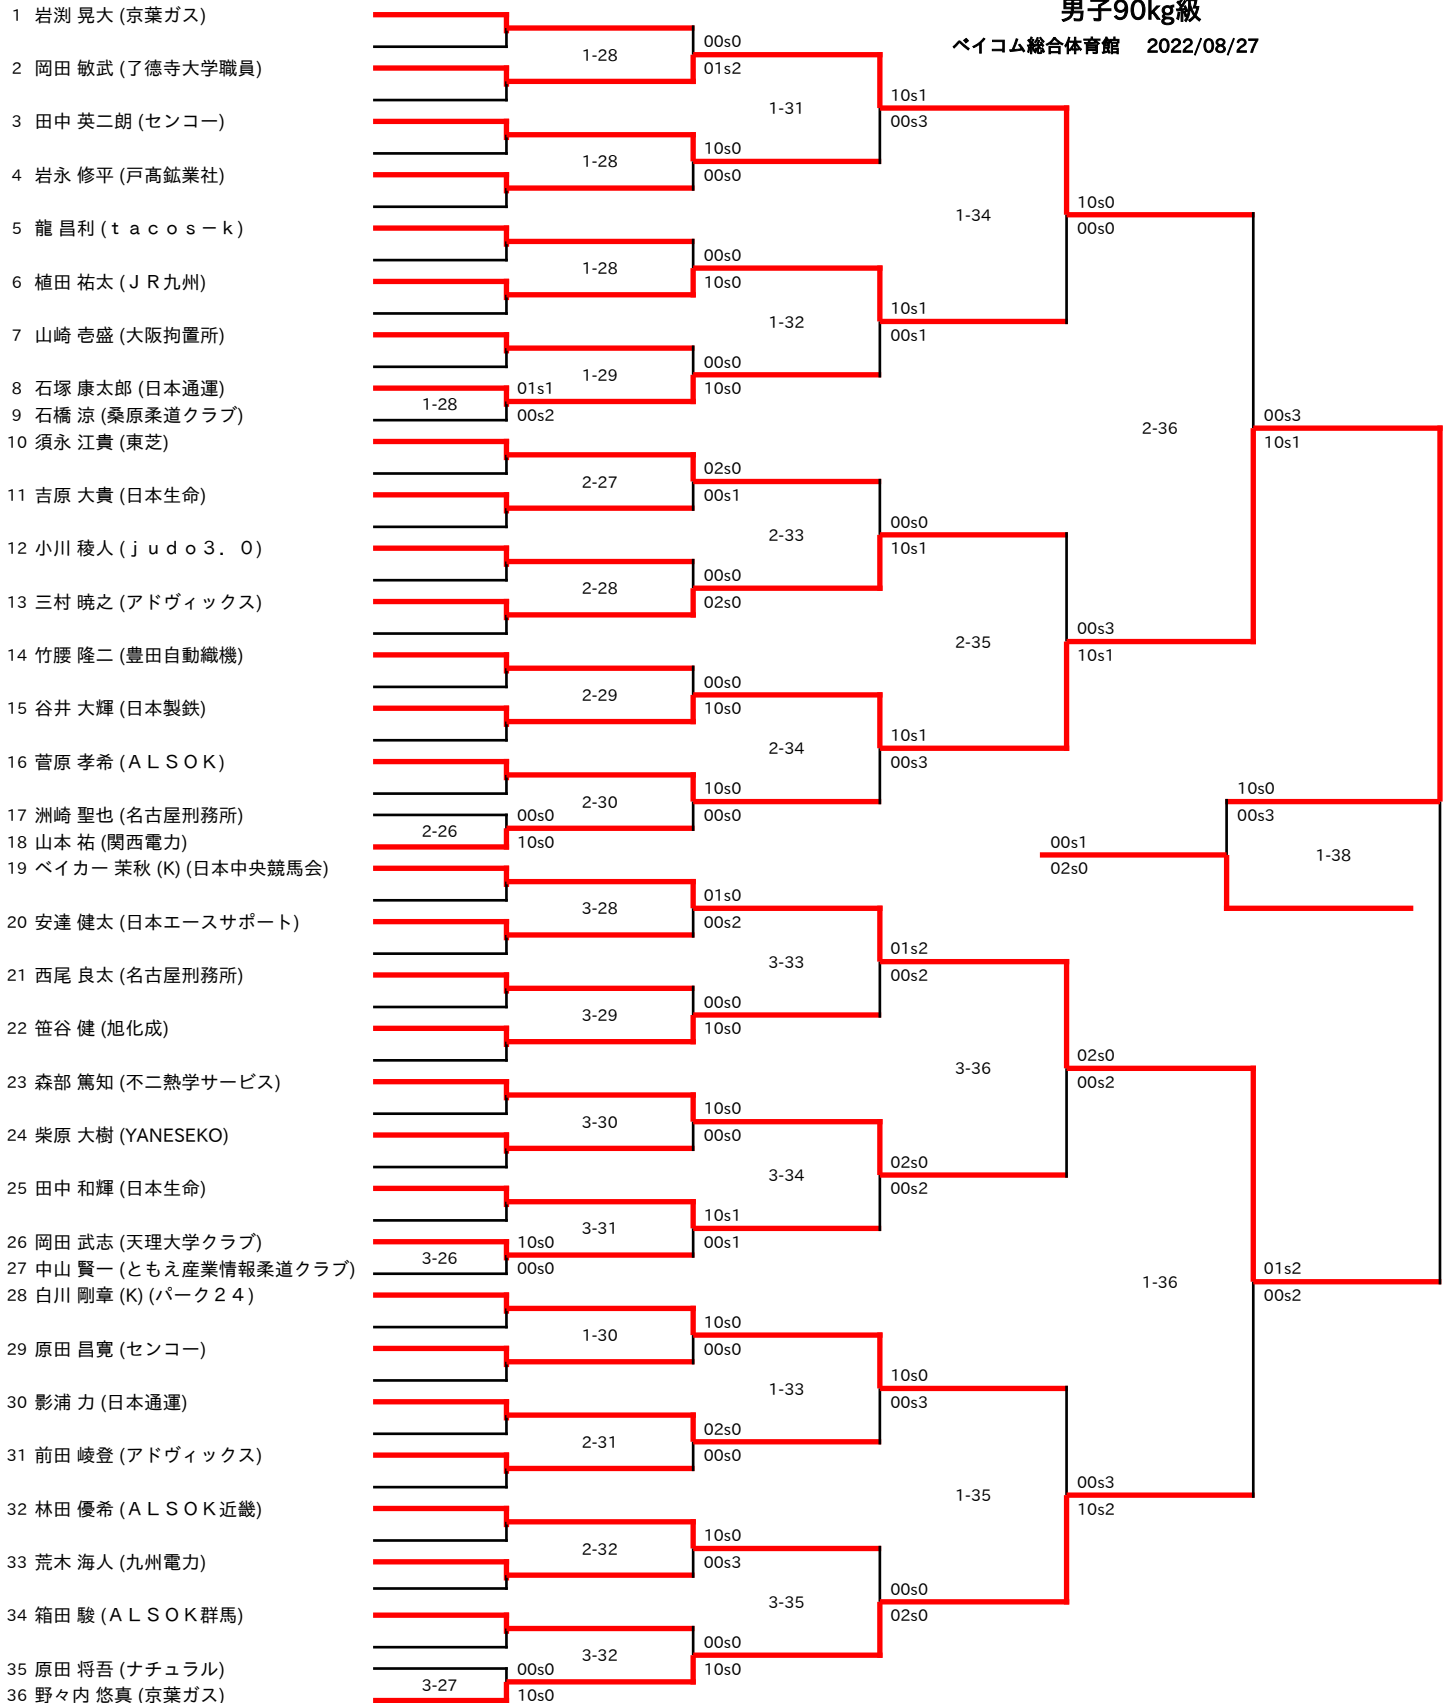 男子90kg級
ベイコム総合体育館 2022/08/27
1 岩渕 晃大 (京葉ガス)
2 岡田 敏武 (了德寺大学職員)
3 田中 英二朗 (センコー)
4 岩永 修平 (戸髙鉱業社)
5 龍 昌利 (ｔａｃｏｓ－ｋ)
6 植田 祐太 (ＪＲ九州)
7 山崎 壱盛 (大阪拘置所)
8 石塚 康太郎 (日本通運)
9 石橋 涼 (桑原柔道クラブ)
10 須永 江貴 (東芝)
11 吉原 大貴 (日本生命)
12 小川 稜人 (ｊｕｄｏ３．０)
13 三村 暁之 (アドヴィックス)
14 竹腰 隆二 (豊田自動織機)
15 谷井 大輝 (日本製鉄)
16 菅原 孝希 (ＡＬＳＯＫ)
17 洲崎 聖也 (名古屋刑務所)
18 山本 祐 (関西電力)
19 ベイカー 茉秋 (K) (日本中央競馬会)
20 安達 健太 (日本エースサポート)
21 西尾 良太 (名古屋刑務所)
22 笹谷 健 (旭化成)
23 森部 篤知 (不二熱学サービス)
24 柴原 大樹 (YANESEKO)
25 田中 和輝 (日本生命)
26 岡田 武志 (天理大学クラブ)
27 中山 賢一 (ともえ産業情報柔道クラブ)
28 白川 剛章 (K) (パーク２４)
29 原田 昌寛 (センコー)
30 影浦 力 (日本通運)
31 前田 崚登 (アドヴィックス)
32 林田 優希 (ＡＬＳＯＫ近畿)
33 荒木 海人 (九州電力)
34 箱田 駿 (ＡＬＳＯＫ群馬)
35 原田 将吾 (ナチュラル)
36 野々内 悠真 (京葉ガス)
1-28
01s1
00s2
2-26
00s0
10s0
3-26
10s0
00s0
3-27
00s0
10s0
1-28
00s0
01s2
1-28
10s0
00s0
1-28
00s0
10s0
1-29
00s0
10s0
2-27
02s0
00s1
2-28
00s0
02s0
2-29
00s0
10s0
2-30
10s0
00s0
3-28
01s0
00s2
3-29
00s0
10s0
3-30
10s0
00s0
3-31
10s1
00s1
1-30
10s0
00s0
2-31
02s0
00s0
2-32
10s0
00s3
3-32
00s0
10s0
1-31
10s1
00s3
1-32
10s1
00s1
2-33
00s0
10s1
2-34
10s1
00s3
3-33
01s2
00s2
3-34
02s0
00s2
1-33
10s0
00s3
3-35
00s0
02s0
1-34
10s0
00s0
2-35
00s3
10s1
3-36
02s0
00s2
1-35
00s3
10s2
2-36
00s3
10s1
1-36
01s2
00s2
10s0
00s3
1-38
00s1
02s0